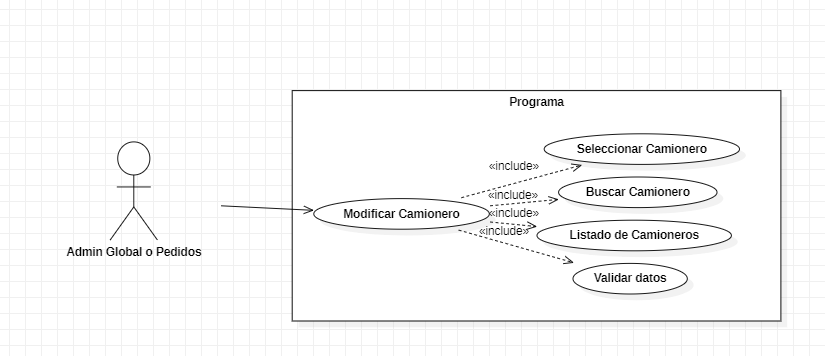 Programa
Seleccionar Camionero
«include»
Buscar Camionero
«include»
Modificar Camionero
«include»
Listado de Camioneros
«include»
Admin Global o Pedidos
Validar datos